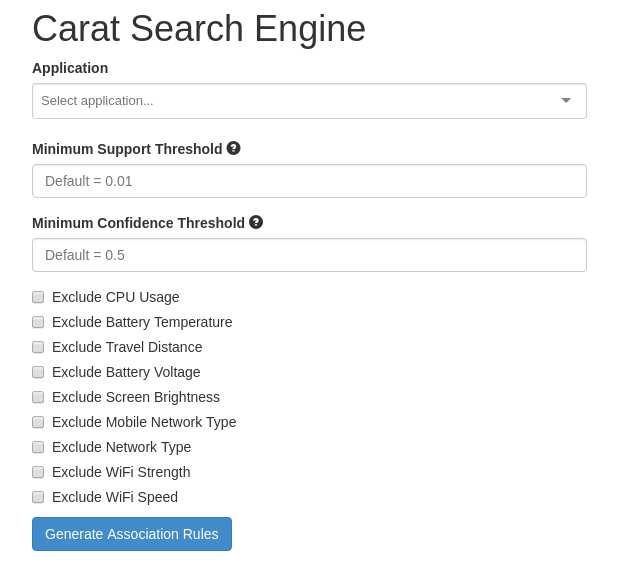 Carat Search Engine
Application
Select application...
Minimum Support Threshold ?
Default = 0.01
Minimum Confidence Threshold ?
Default = 0.5
Exclude CPU Usage
Exclude Battery Temperature
Exclude Travel Distance
Exclude Battery Voltage
Exclude Screen Brightness
Exclude Mobile Network Type
Exclude Network Type
Exclude WiFi Strength
Exclude WiFi Speed
Generate Association Rules